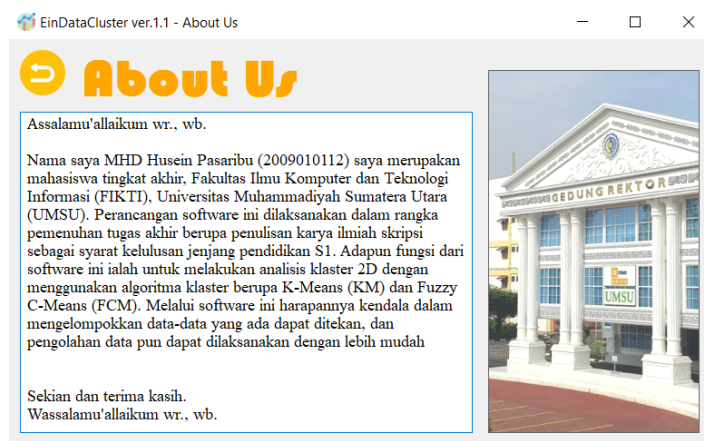 EinDataCluster ver.1.1 - About Us
About Us
Assalamu'allaikum wr., wb.
Nama saya MHD Husein Pasaribu (2009010112) saya merupakan
mahasiswa tingkat akhir, Fakultas Ilmu Komputer dan Teknologi
Informasi (FIKTI), Universitas Muhammadiyah Sumatera Utara
(UMSU). Perancangan software ini dilaksanakan dalam rangka
pemenuhan tugas akhir berupa penulisan karya ilmiah skripsi
sebagai syarat kelulusan jenjang pendidikan S1. Adapun fungsi dari
software ini ialah untuk melakukan analisis klaster 2D dengan
menggunakan algoritma klaster berupa K-Means (KM) dan Fuzzy
C-Means (FCM). Melalui software ini harapannya kendala dalam
mengelompokkan data-data yang ada dapat ditekan, dan
pengolahan data pun dapat dilaksanakan dengan lebih mudah
Sekian dan terima kasih.
Wassalamu'allaikum wr., wb.
GEDUNG REKTOR
UMSU